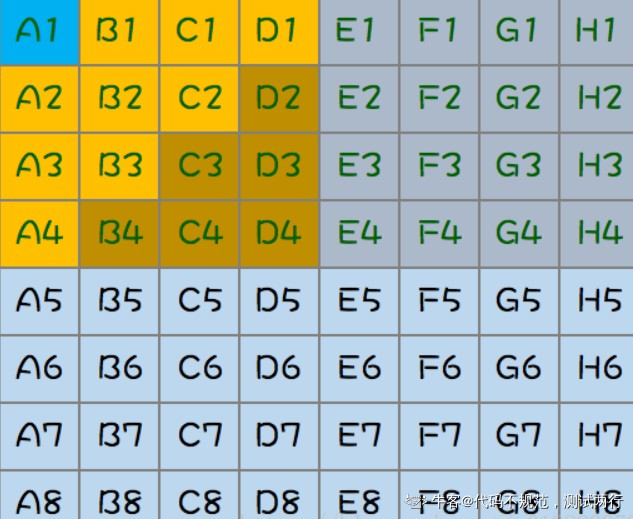 A1 B1 C1 D1 E1 F1 G1 H1
A2 B2 C2 D2 E2 F2 G2 H2
A3 B3 C3 D3 E3 F3 G3 H3
A4 B4 C4 D4 E4 F4 G4 H4
A5 B5 C5 D5 E5 F5 G5 H5
A6 B6 C6 D6 E6 F6 G6 H6
A7 B7 C7 D7 E7 F7 G7 H7
A8 B8 C8 D8 E8 F8 G8 H8
牛客@代码不规范，测试两行